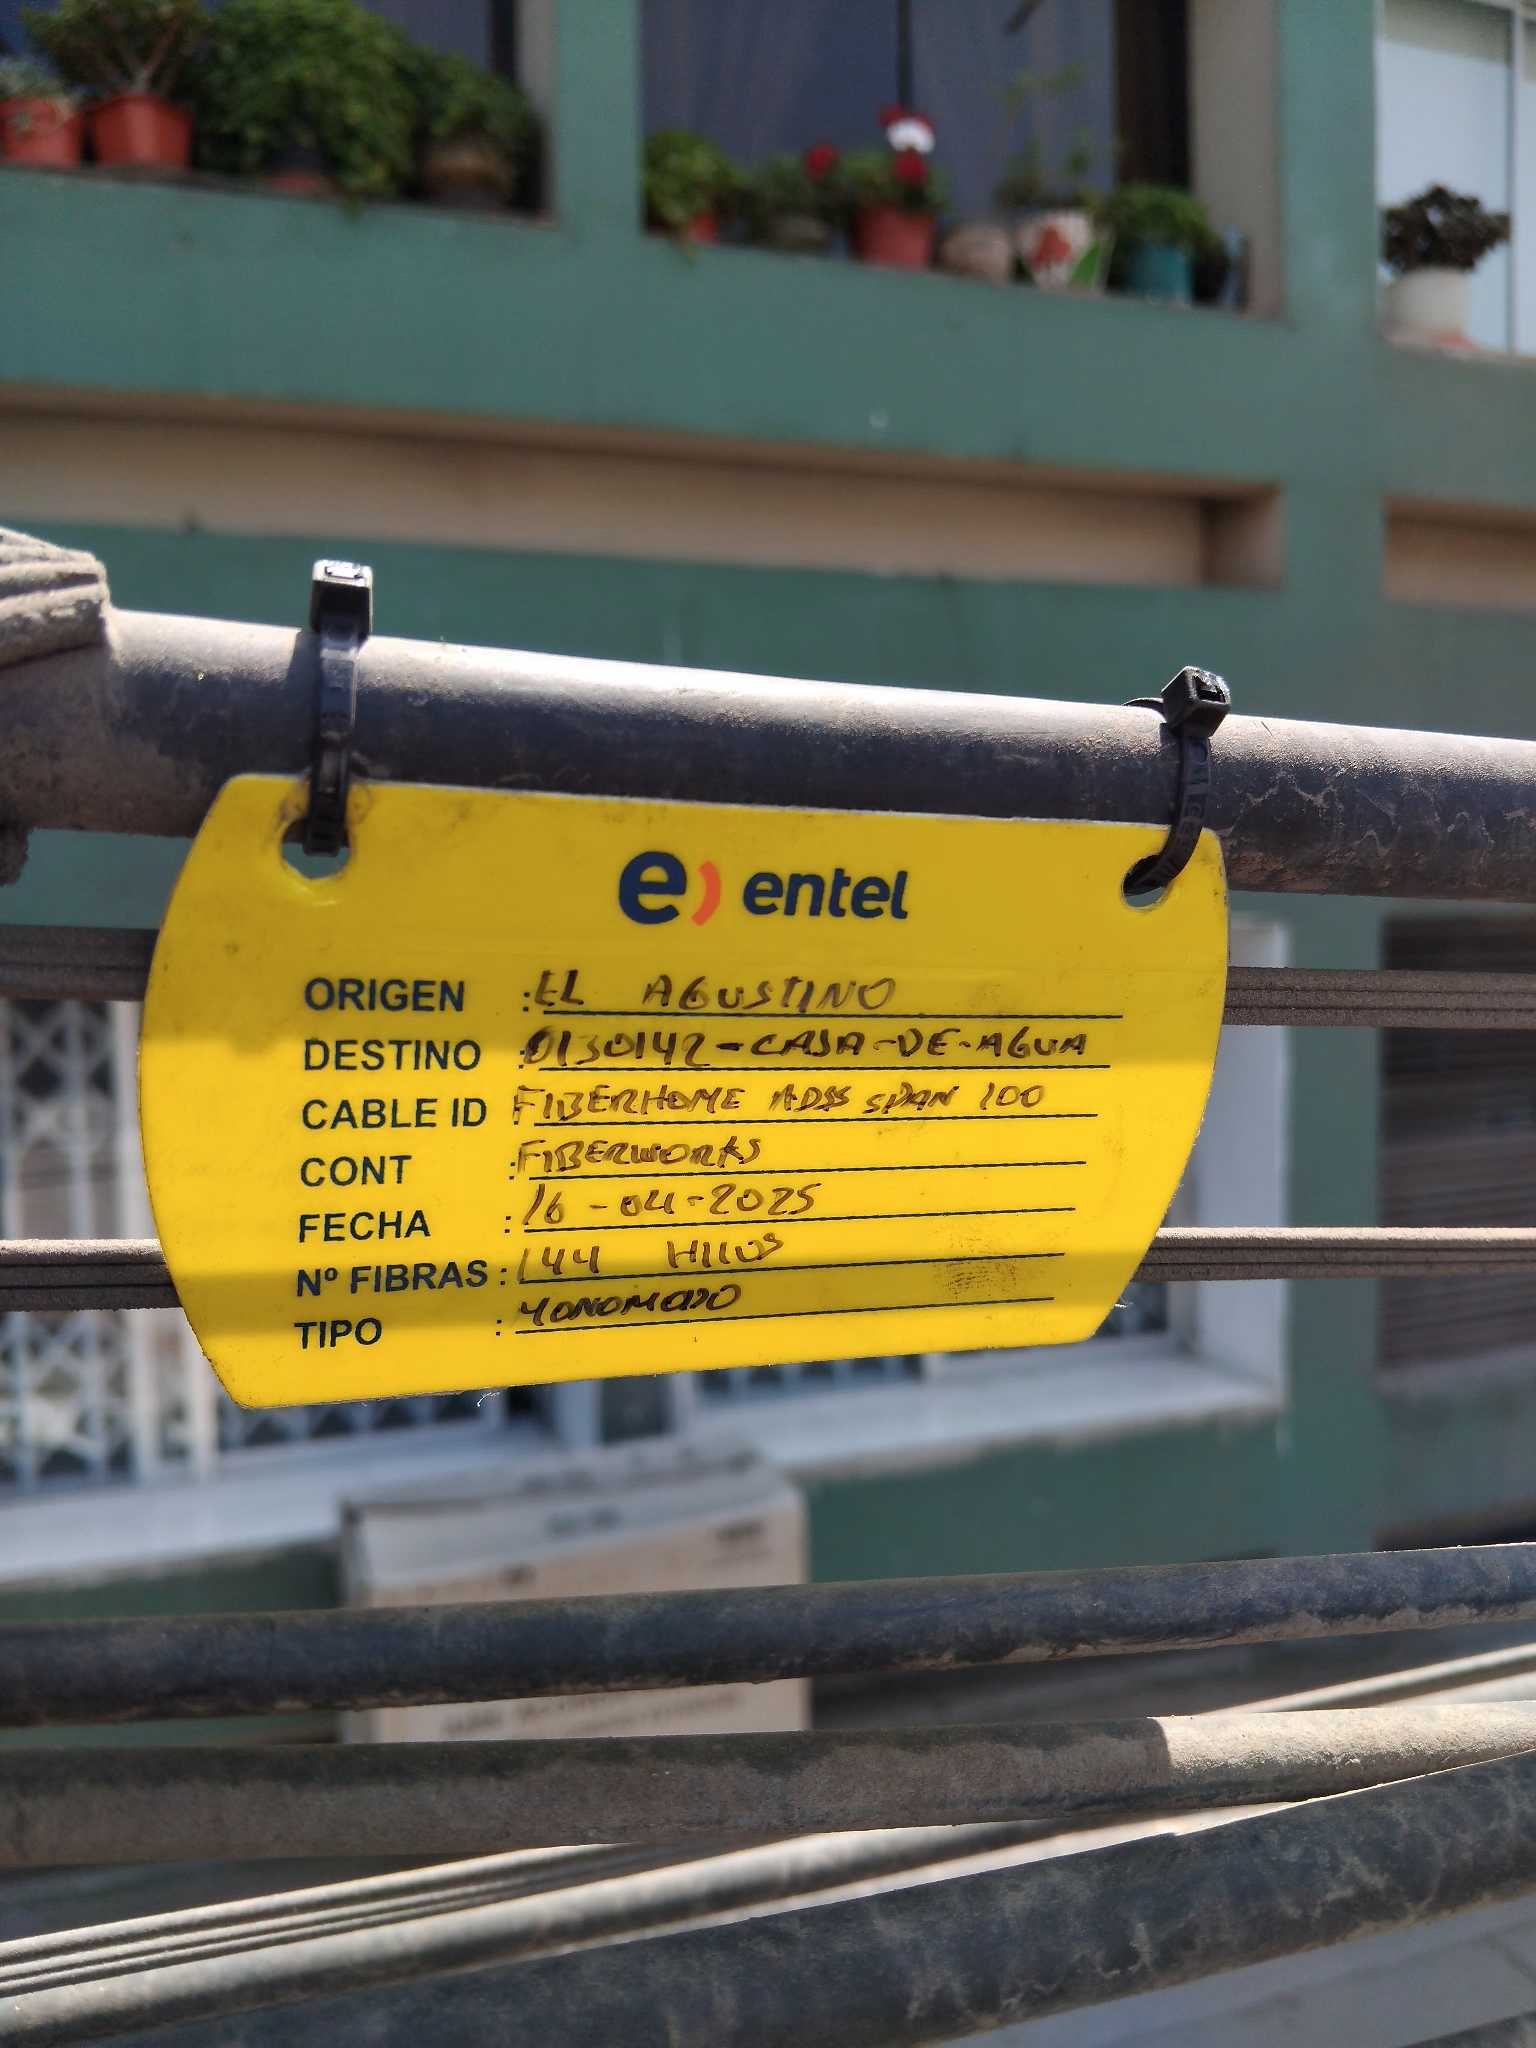 e) entel
ORIGEN : EL AGUSTINO
DESTINO : 0130142-CASA-DE-AGUA
CABLE ID : FIBERHOME ADSS SPAN 100
CONT : FIBERWORKS
FECHA : 16-04-2025
Nº FIBRAS : 144 HILOS
TIPO : MONOMODO